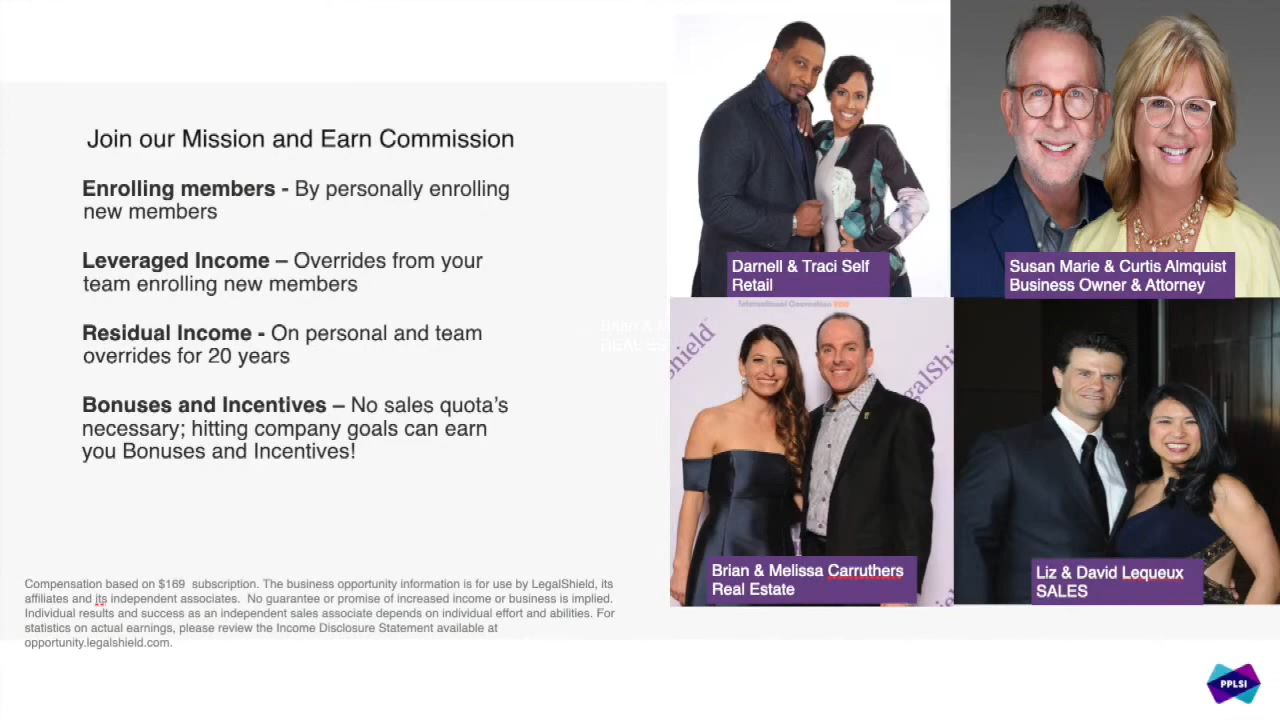 Join our Mission and Earn Commission
Enrolling members - By personally enrolling
new members
Leveraged Income – Overrides from your
team enrolling new members
Residual Income - On personal and team
overrides for 20 years
Bonuses and Incentives – No sales quota's
necessary; hitting company goals can earn
you Bonuses and Incentives!
Compensation based on $169 subscription. The business opportunity information is for use by LegalShield, its
affiliates and its independent associates. No guarantee or promise of increased income or business is implied.
Individual results and success as an independent sales associate depends on individual effort and abilities. For
statistics on actual earnings, please review the Income Disclosure Statement available at
opportunity.legalshield.com.
Darnell & Traci Self
Retail
Susan Marie & Curtis Almquist
Business Owner & Attorney
International Convention
Shield™
galShi
Brian & M
Brian & Melissa Carruthers
Real Estate
Liz & David Lequeux
SALES
PPLSI